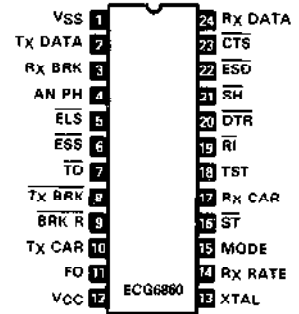 VSS 1 24 Rx DATA
Tx DATA 2 23 CTS
Rx BRK 3 22 ESD
AN PH 4 21 SH
ELS 5 20 DTR
ESS 6 19 RI
TD 7 18 TST
Tx BRK 8 17 Rx CAR
BRK R 9 16 ST
Tx CAR 10 15 MODE
FO 11 14 Rx RATE
VCC 12 ECG6860 13 XTAL